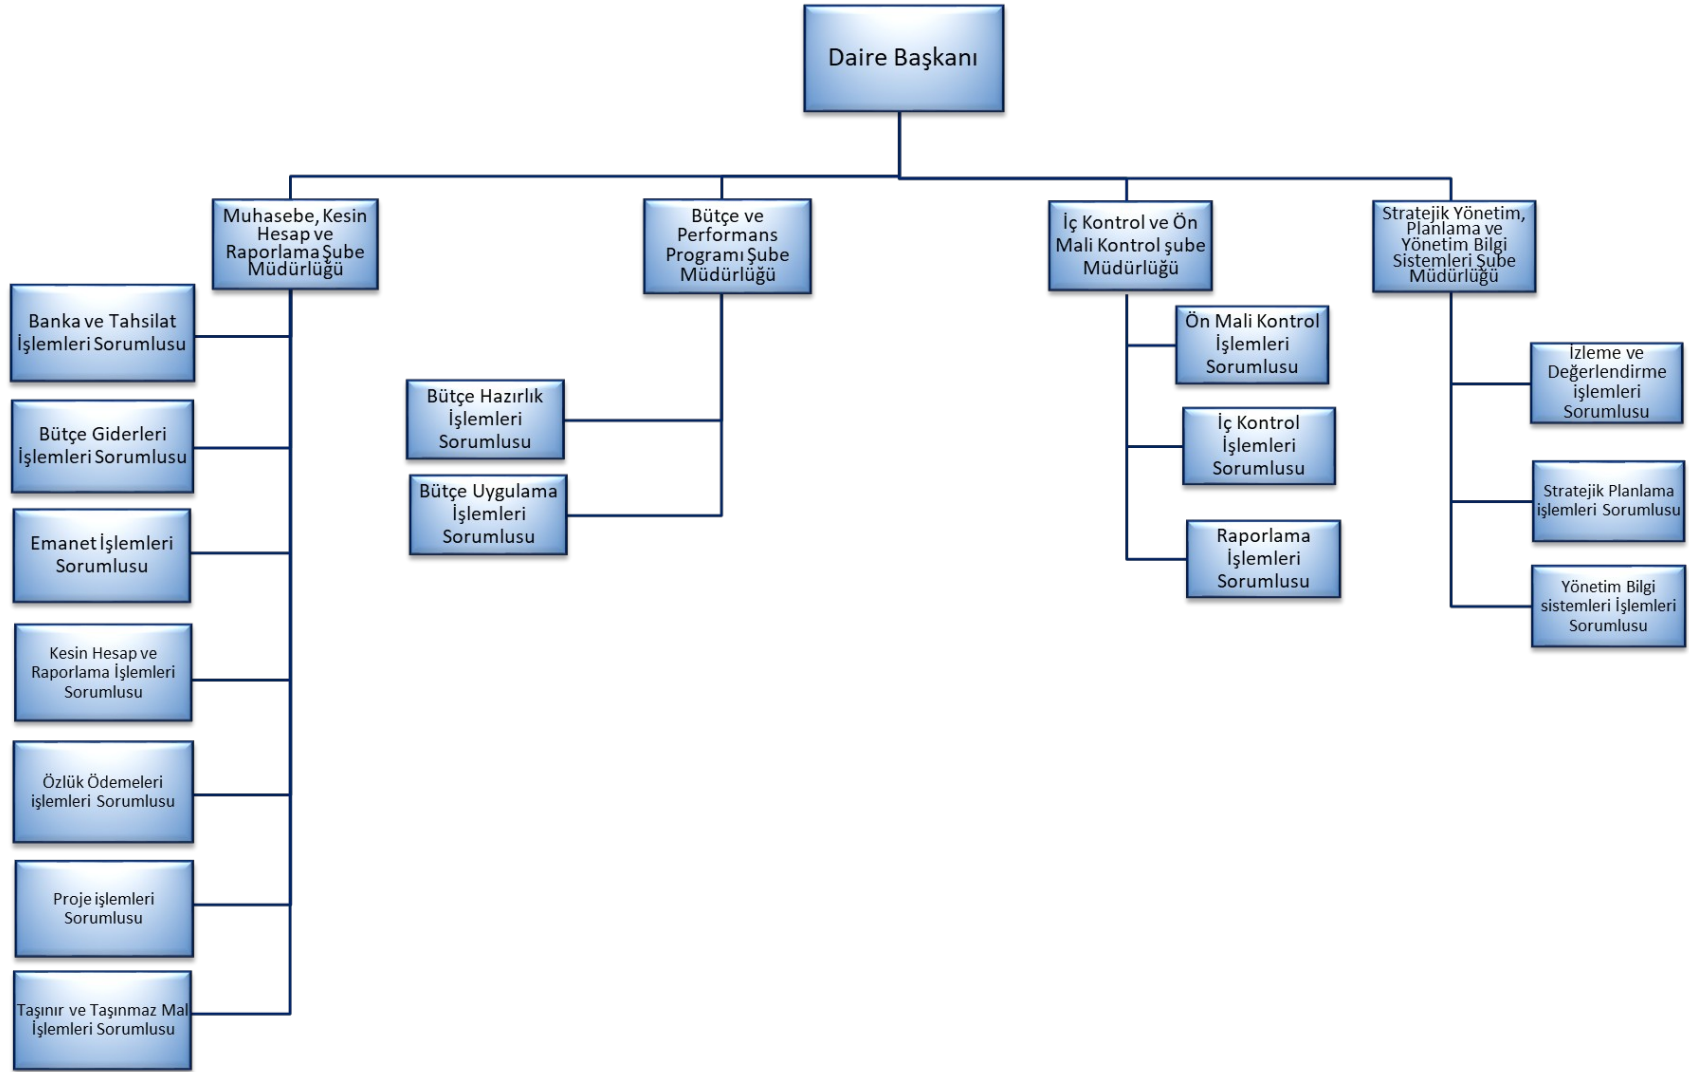 Daire Başkanı
Muhasebe, Kesin
Hesap ve
Raporlama Şube
Müdürlüğü
Banka ve Tahsilat
İşlemleri Sorumlusu
Bütçe Giderleri
İşlemleri Sorumlusu
Emanet İşlemleri
Sorumlusu
Kesin Hesap ve
Raporlama İşlemleri
Sorumlusu
Özlük Ödemeleri
işlemleri Sorumlusu
Proje işlemleri
Sorumlusu
Taşınır ve Taşınmaz Mal
İşlemleri Sorumlusu
Bütçe ve
Performans
Programı Şube
Müdürlüğü
Bütçe Hazırlık
İşlemleri
Sorumlusu
Bütçe Uygulama
İşlemleri
Sorumlusu
İç Kontrol ve Ön
Mali Kontrol şube
Müdürlüğü
Ön Mali Kontrol
İşlemleri
Sorumlusu
İç Kontrol
İşlemleri
Sorumlusu
Raporlama
İşlemleri
Sorumlusu
Stratejik Yönetim,
Planlama ve
Yönetim Bilgi
Sistemleri Şube
Müdürlüğü
İzleme ve
Değerlendirme
işlemleri
Sorumlusu
Stratejik Planlama
işlemleri Sorumlusu
Yönetim Bilgi
sistemleri İşlemleri
Sorumlusu